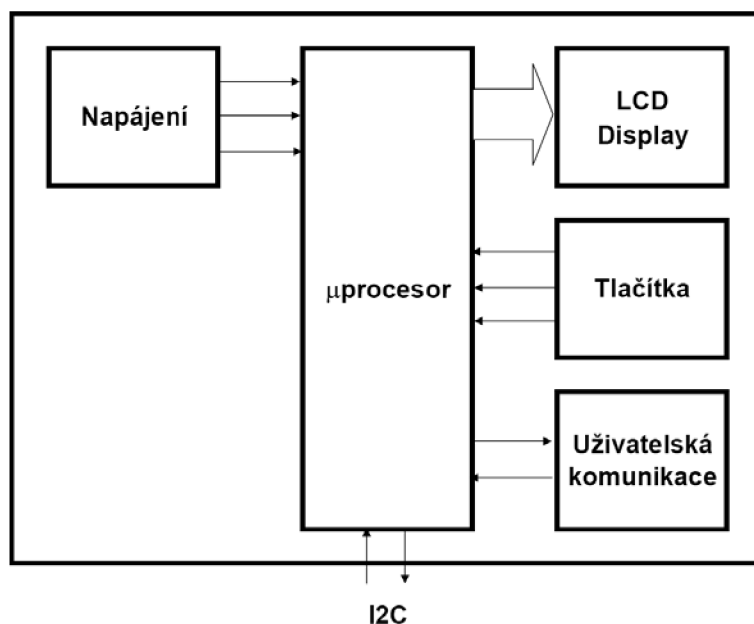 Napájení
μprocesor
LCD
Display
Tlačítka
Uživatelská
komunikace
I2C